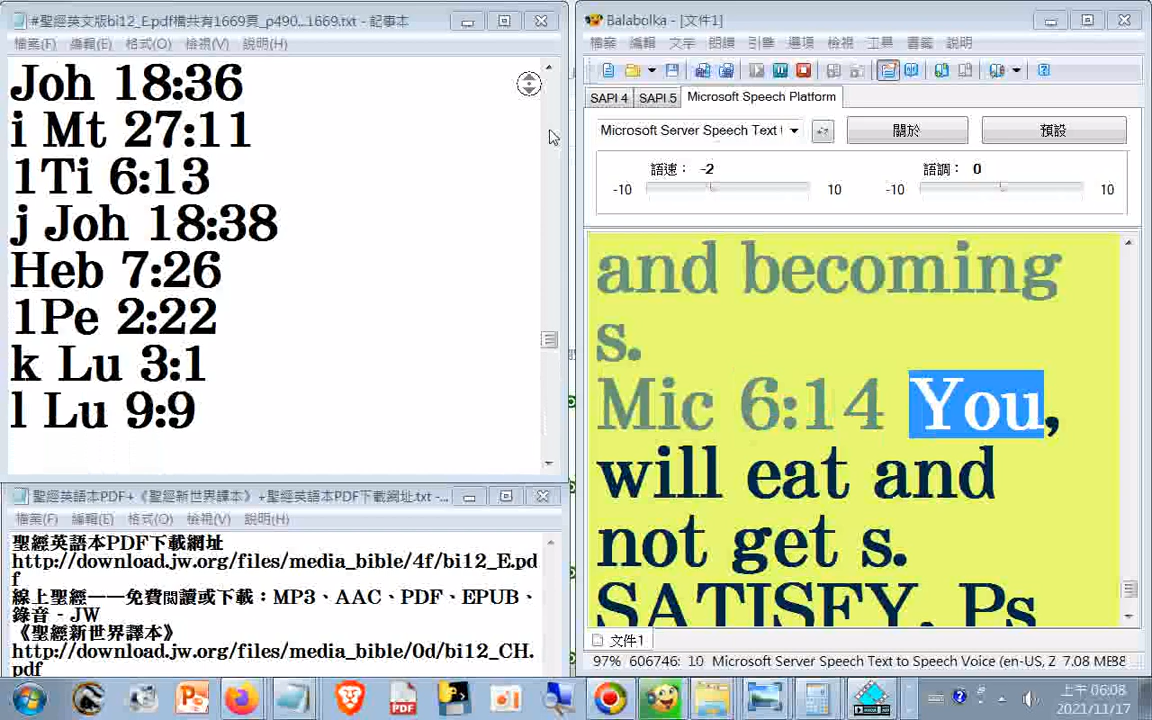 #聖經英文版bi12_E.pdf橫共有1669頁_p490...1669.txt - 記事本
檔案(F) 編輯(E) 格式(O) 檢視(V) 說明(H)
Joh 18:36
i Mt 27:11
1Ti 6:13
j Joh 18:38
Heb 7:26
1Pe 2:22
k Lu 3:1
l Lu 9:9
聖經英語本PDF+《聖經新世界譯本》+聖經英語本PDF下載網址.txt - ...
檔案(F) 編輯(E) 格式(O) 檢視(V) 說明(H)
聖經英語本PDF下載網址
http://download.jw.org/files/media_bible/4f/bi12_E.pd
f
線上聖經——免費閱讀或下載：MP3、AAC、PDF、EPUB、
錄音 - JW
《聖經新世界譯本》
http://download.jw.org/files/media_bible/0d/bi12_CH.
pdf
Balabolka - [文件1]
檔案 編輯 文字 朗讀 引擎 選項 檢視 工具 書籤 說明
SAPI 4 SAPI 5 Microsoft Speech Platform
Microsoft Server Speech Text 關於 預設
語速： -2 語調： 0
-10 10 -10 10
and becoming
s.
Mic 6:14 You,
will eat and
not get s.
SATISFY, Ps
文件1
97% 606746: 10 Microsoft Server Speech Text to Speech Voice (en-US, Z 7.08 MB
上午 06:08
2021/11/17